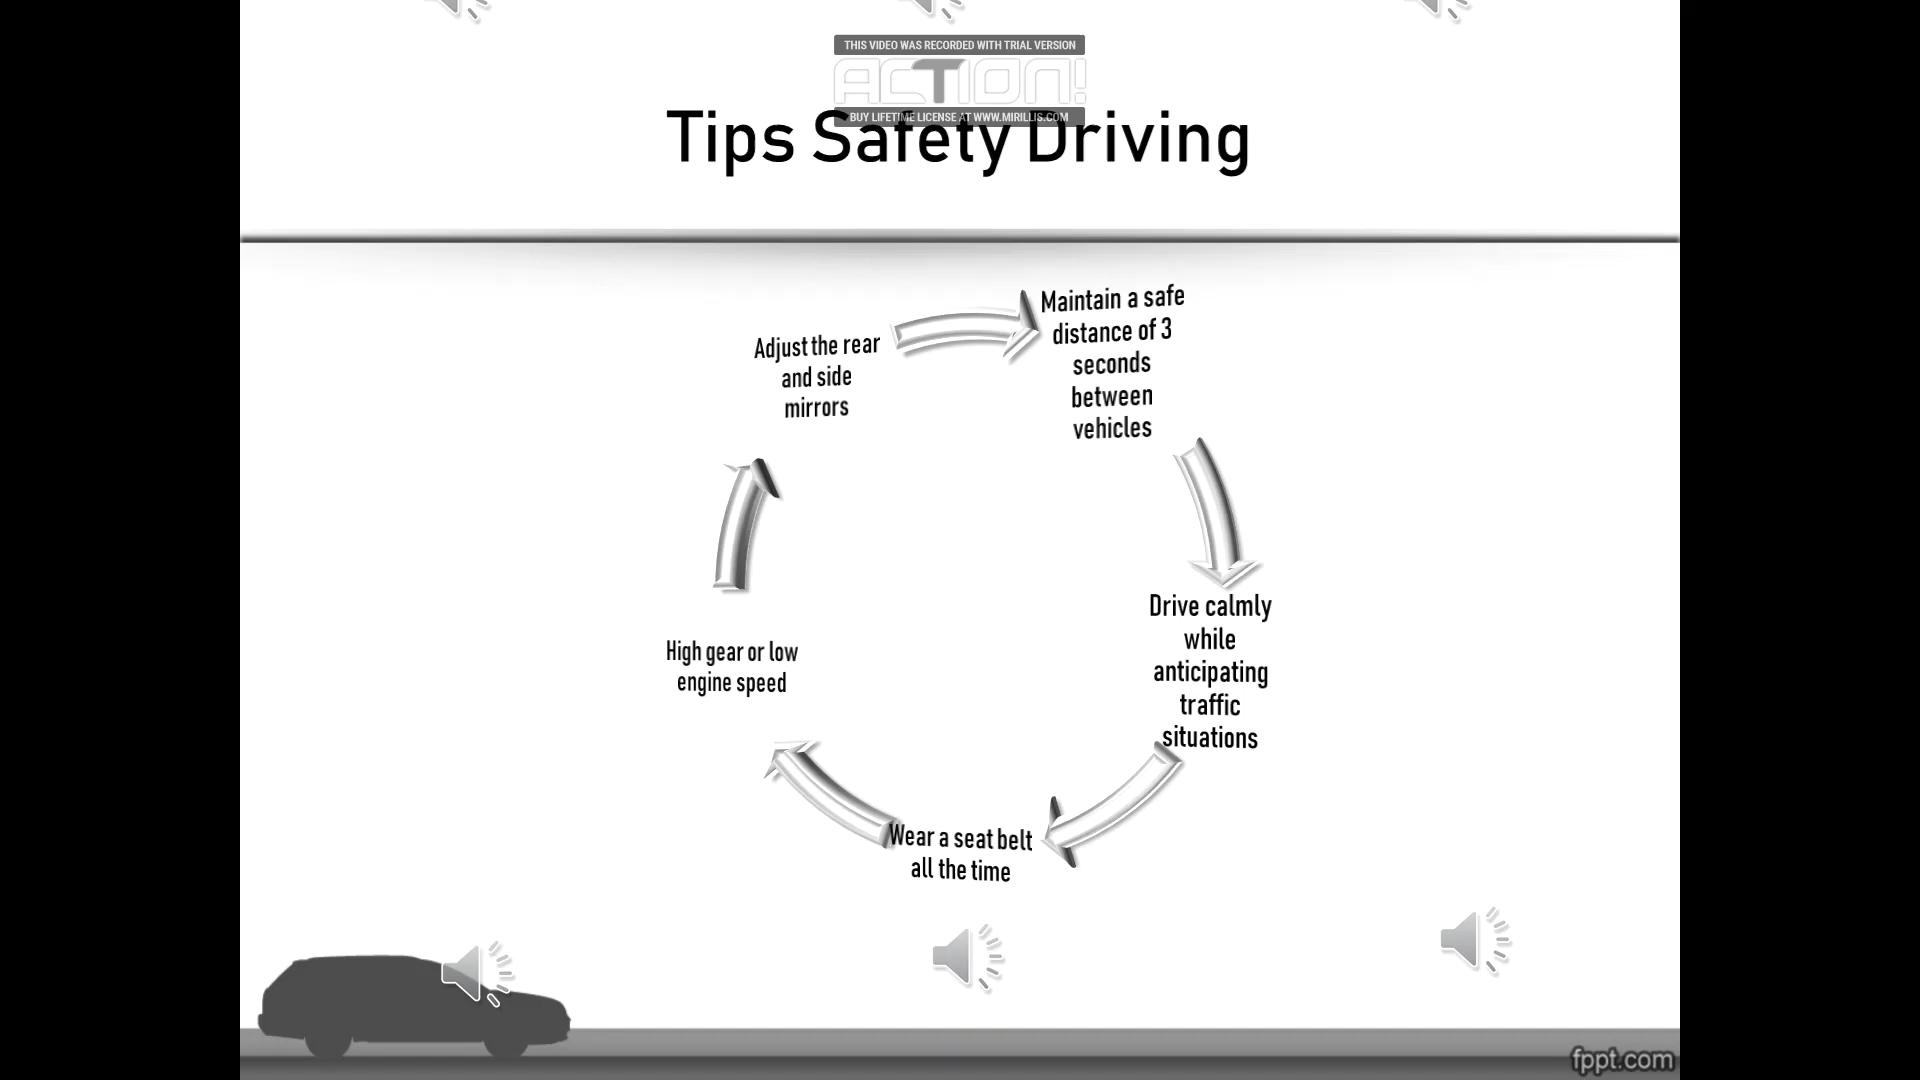 THIS VIDEO WAS RECORDED WITH TRIAL VERSION
ACTION!
BUY LIFETIME LICENSE AT WWW.MIRILLIS.COM
Tips Safety Driving
Maintain a safe
distance of 3
seconds
between
vehicles
Drive calmly
while
anticipating
traffic
situations
Wear a seat belt
all the time
High gear or low
engine speed
Adjust the rear
and side
mirrors
fppt.com